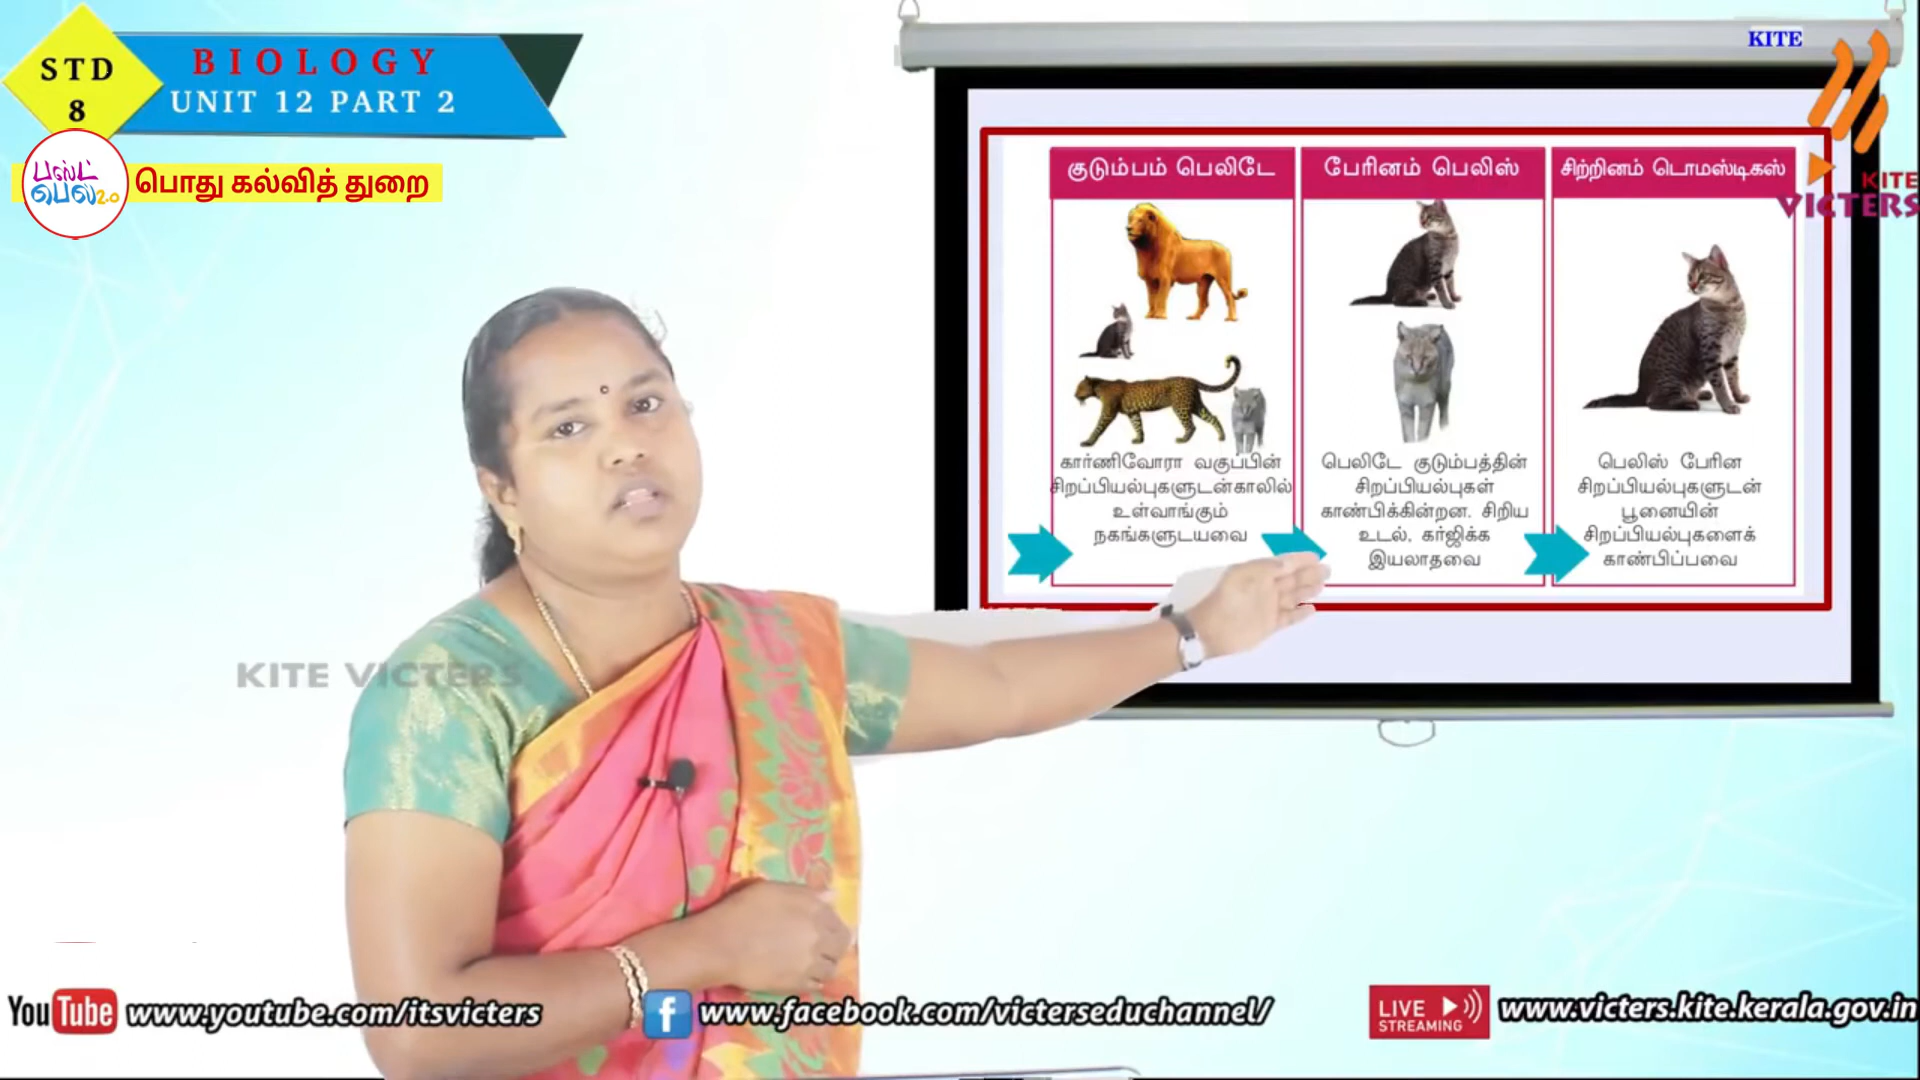 STD
8
BIOLOGY
UNIT 12 PART 2
பஸ்ட்
பெல் 2.0
பொது கல்வித் துறை
KITE
KITE
VICTERS
குடும்பம் பெலிடே
பேரினம் பெலிஸ்
சிற்றினம் டொமஸ்டிகஸ்
கார்ணிவோரா வகுப்பின்
சிறப்பியல்புகளுடன்காலில்
உள்வாங்கும்
நகங்களுடயவை
பெலிடே குடும்பத்தின்
சிறப்பியல்புகள்
காண்பிக்கின்றன. சிறிய
உடல், கர்ஜிக்க
இயலாதவை
பெலிஸ் பேரின
சிறப்பியல்புகளுடன்
பூனையின்
சிறப்பியல்புகளைக்
காண்பிப்பவை
KITE VICTERS
YouTube www.youtube.com/itsvicters
f www.facebook.com/victerseduchannel/
LIVE
STREAMING
www.victers.kite.kerala.gov.in